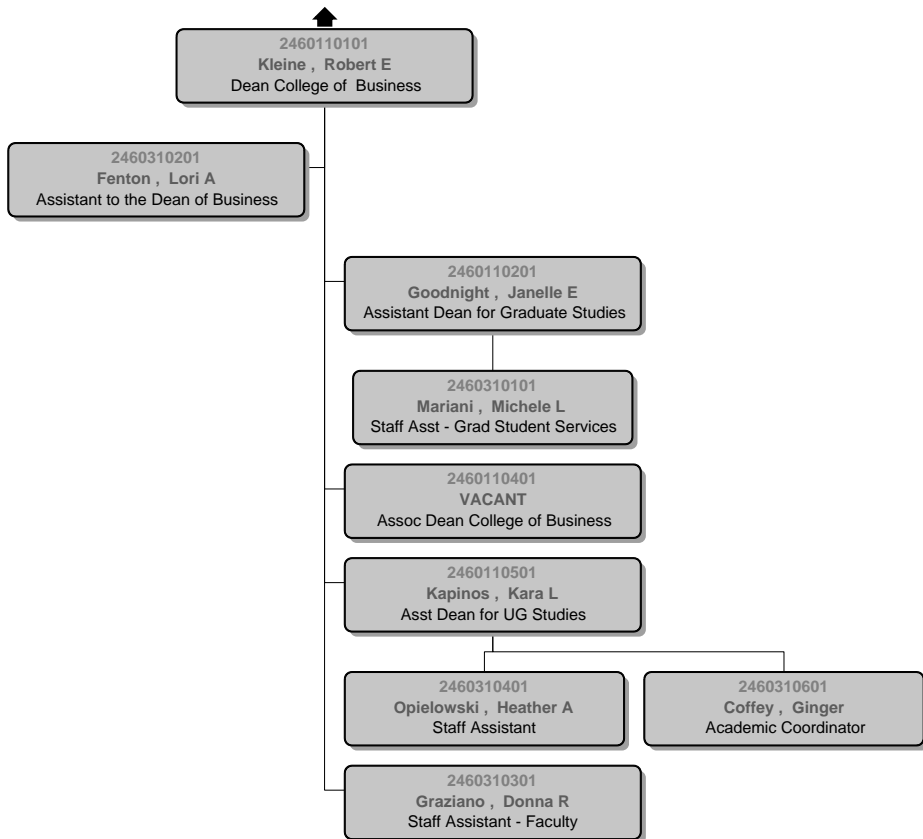 2460110101
Kleine , Robert E
Dean College of Business
2460310201
Fenton , Lori A
Assistant to the Dean of Business
2460110201
Goodnight , Janelle E
Assistant Dean for Graduate Studies
2460310101
Mariani , Michele L
Staff Asst - Grad Student Services
2460110401
VACANT
Assoc Dean College of Business
2460110501
Kapinos , Kara L
Asst Dean for UG Studies
2460310401
Opielowski , Heather A
Staff Assistant
2460310601
Coffey , Ginger
Academic Coordinator
2460310301
Graziano , Donna R
Staff Assistant - Faculty